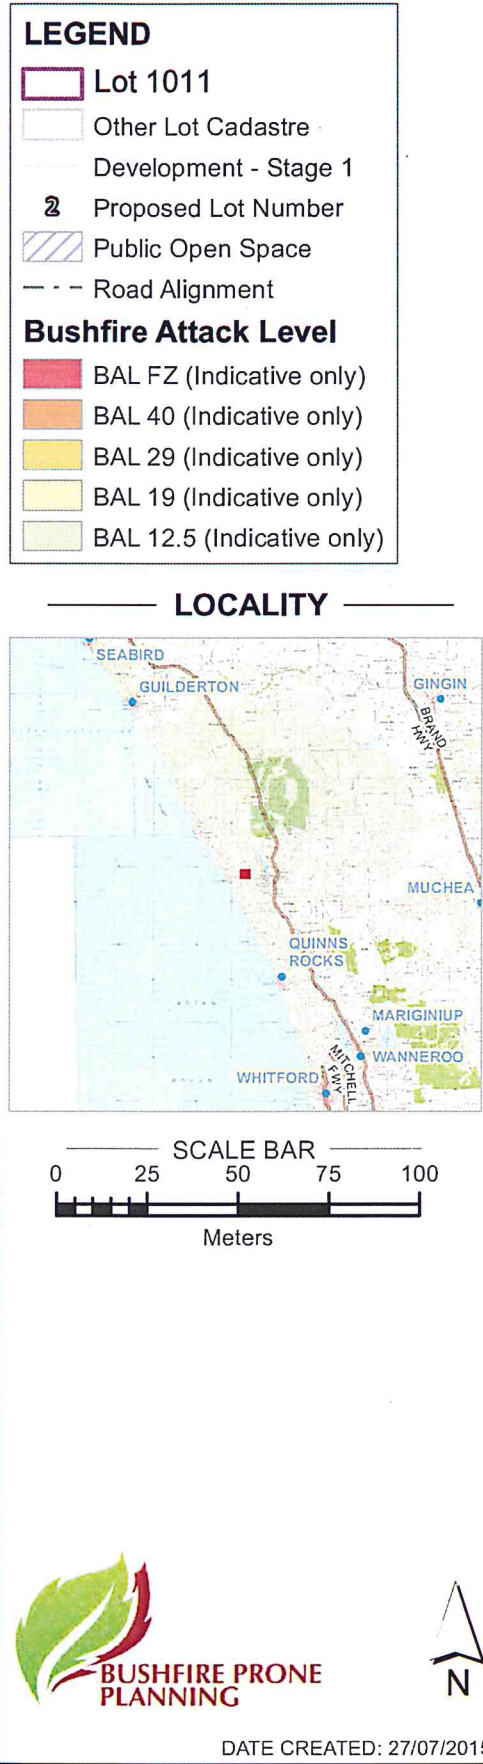 LEGEND
Lot 1011
Other Lot Cadastre
Development - Stage 1
2 Proposed Lot Number
Public Open Space
Road Alignment
Bushfire Attack Level
BAL FZ (Indicative only)
BAL 40 (Indicative only)
BAL 29 (Indicative only)
BAL 19 (Indicative only)
BAL 12.5 (Indicative only)
LOCALITY
SEABIRD
GUILDERTON
GINGIN
BRAND
HWY
MUCHEA
QUINNS
ROCKS
MARIGINIUP
WANNEROO
MITCHELL
FWY
WHITFORD
SCALE BAR
0 25 50 75 100
Meters
BUSHFIRE PRONE
PLANNING
N
DATE CREATED: 27/07/2015